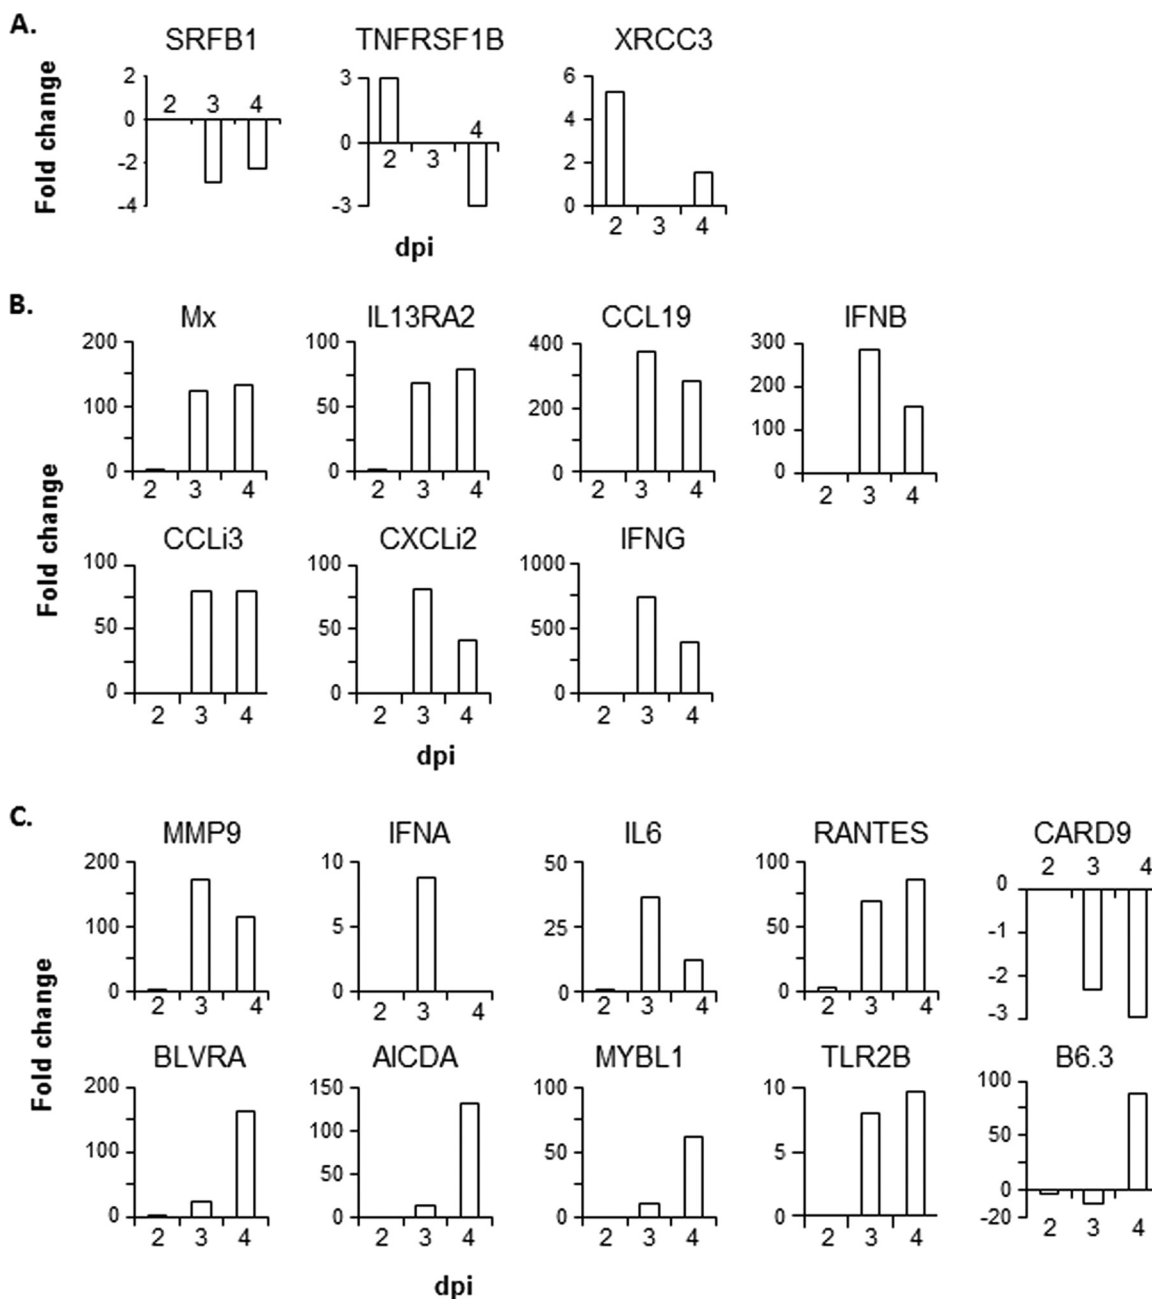 A.
SRFB1 TNFRSF1B XRCC3
Fold change
2 0 -2 -4
2 3 4
3 0 -3
2 3 4
6 4 2 0
2 3 4
dpi
B.
Mx IL13RA2 CCL19 IFNB
Fold change
200 100 0
2 3 4
100 50 0
2 3 4
400 200 0
2 3 4
300 200 100 0
2 3 4
CCLi3 CXCLi2 IFNG
100 50 0
2 3 4
100 50 0
2 3 4
1000 500 0
2 3 4
dpi
C.
MMP9 IFNA IL6 RANTES CARD9
Fold change
200 100 0
2 3 4
10 5 0
2 3 4
50 25 0
2 3 4
100 50 0
2 3 4
2 3 4
0 -1 -2 -3
BLVRA AICDA MYBL1 TLR2B B6.3
200 100 0
2 3 4
150 100 50 0
2 3 4
100 50 0
2 3 4
10 5 0
2 3 4
100 50 0 -20
2 3 4
dpi